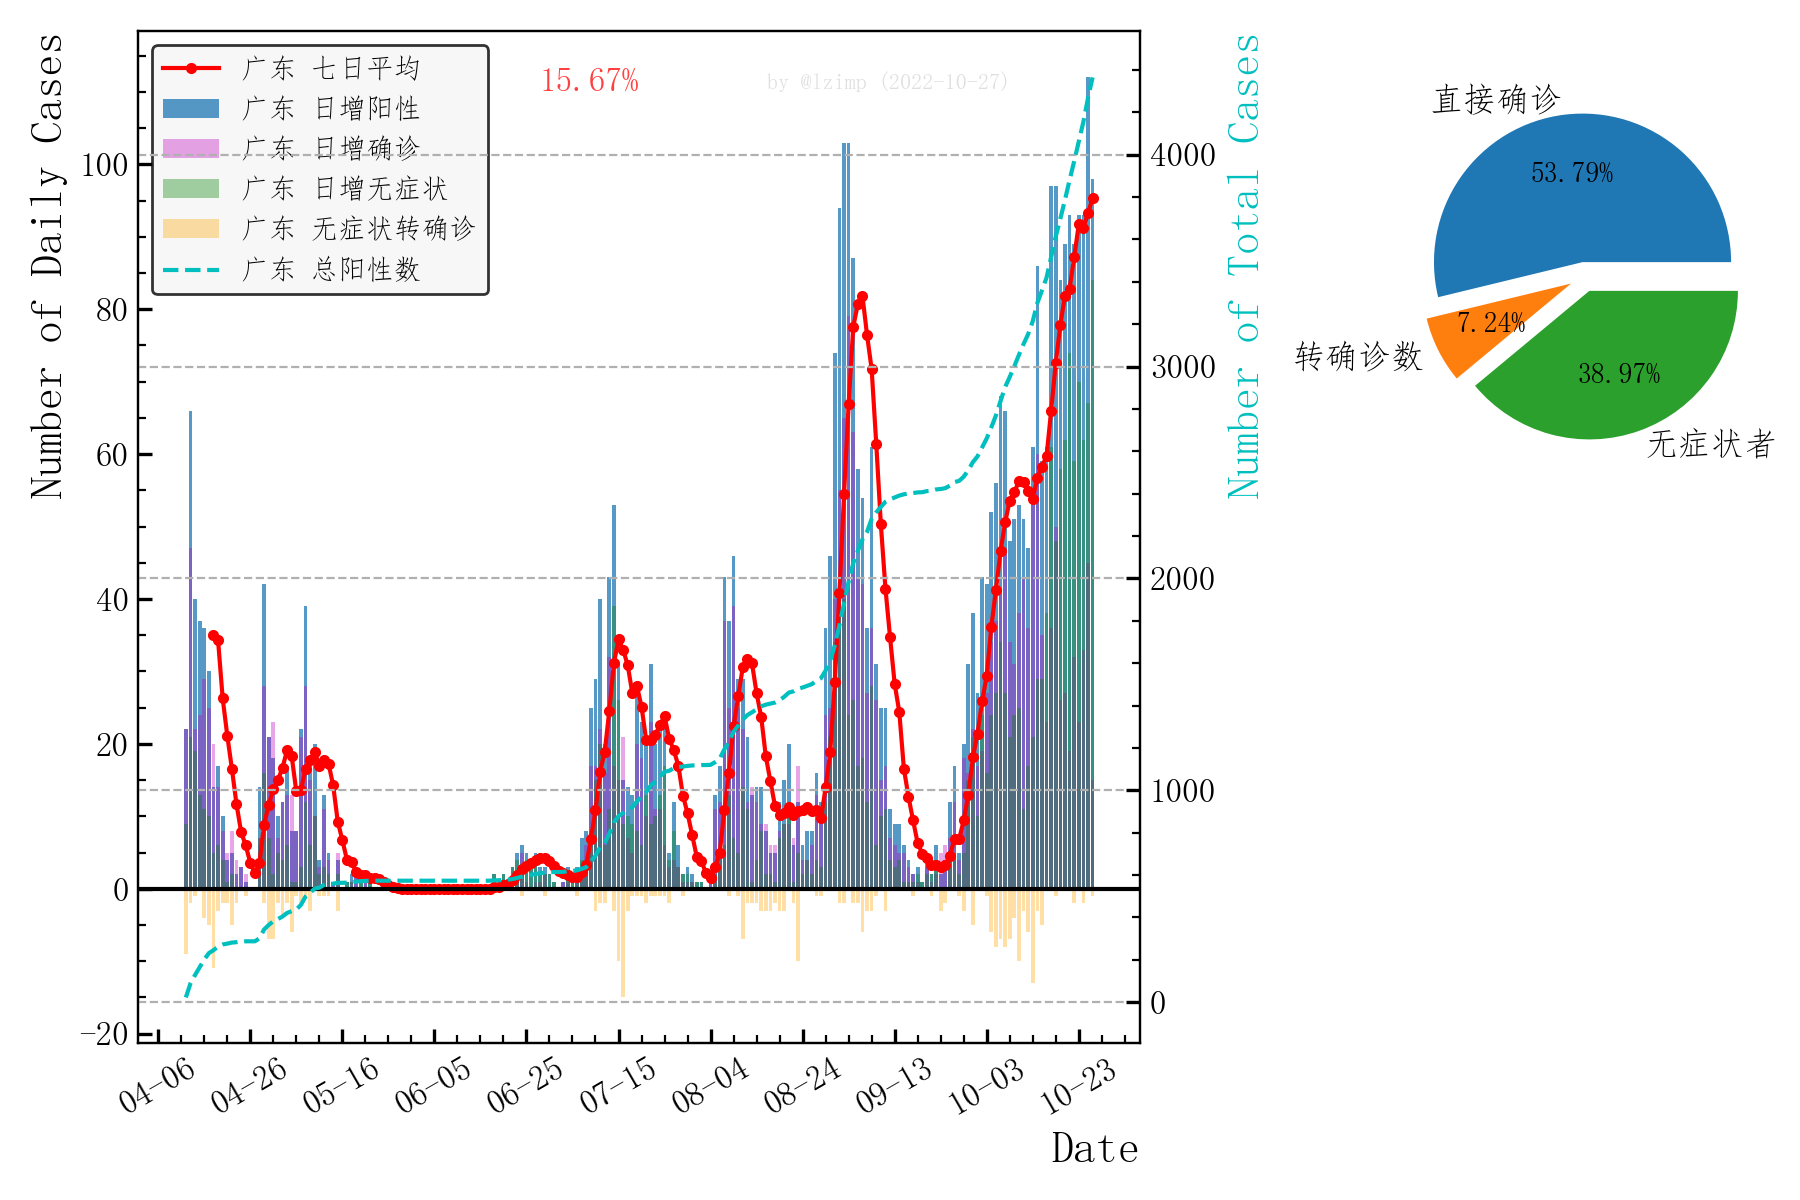 Number of Daily Cases
广东 七日平均
广东 日增阳性
广东 日增确诊
广东 日增无症状
广东 无症状转确诊
广东 总阳性数
15.67%
by @lzimp (2022-10-27)
100
80
60
40
20
0
−20
04−06
04−26
05−16
06−05
06−25
07−15
08−04
08−24
09−13
10−03
10−23
Date
4000
3000
2000
1000
0
Number of Total Cases
直接确诊
53.79%
转确诊数
7.24%
38.97%
无症状者